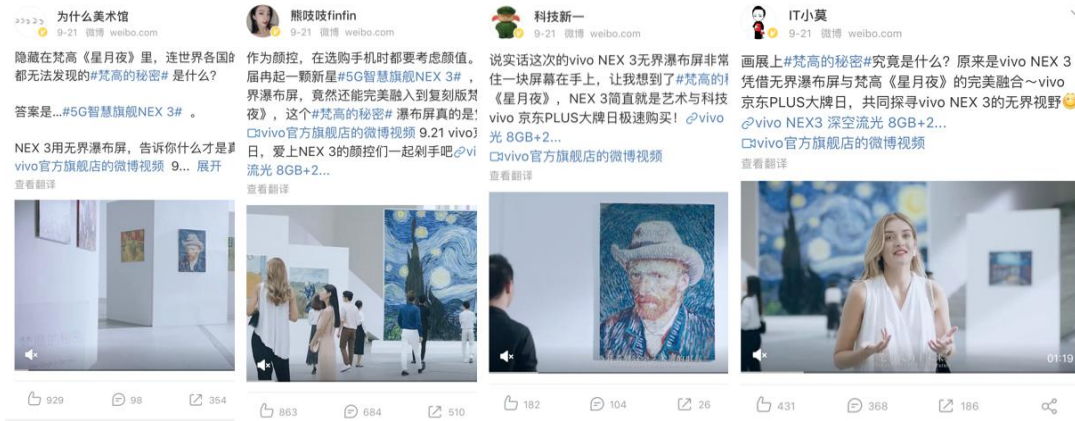 为什么美术馆
9-21 微博 weibo.com
隐藏在梵高《星月夜》里，连世界各国的
都无法发现的#梵高的秘密# 是什么？
答案是...#5G智慧旗舰NEX 3# 。
NEX 3用无界瀑布屏，告诉你什么才是真
vivo官方旗舰店的微博视频 9... 展开
查看翻译
929 98 354
熊吱吱finfin
9-21 微博 weibo.com
作为颜控，在选购手机时都要考虑颜值。
届再起一颗新星#5G智慧旗舰NEX 3# ，
界瀑布屏，竟然还能完美融入到复刻版梵
夜》，这个#梵高的秘密# 瀑布屏真的是
vivo官方旗舰店的微博视频 9.21 vivo
日，爱上NEX 3的颜控们一起剁手吧 vi
流光 8GB+2...
查看翻译
863 684 510
科技新一
9-21 微博 weibo.com
说实话这次的vivo NEX 3无界瀑布屏非常
住一块屏幕在手上，让我想到了#梵高的
《星月夜》，NEX 3简直就是艺术与科技
vivo 京东PLUS大牌日极速购买！ vivo
光 8GB+2...
vivo官方旗舰店的微博视频
查看翻译
182 104 26
IT小莫
9-21 微博 weibo.com
画展上#梵高的秘密#究竟是什么？原来是vivo NEX 3
凭借无界瀑布屏与梵高《星月夜》的完美融合～vivo
京东PLUS大牌日，共同探寻vivo NEX 3的无界视野
vivo NEX3 深空流光 8GB+2...
vivo官方旗舰店的微博视频
查看翻译
01:19
431 368 186